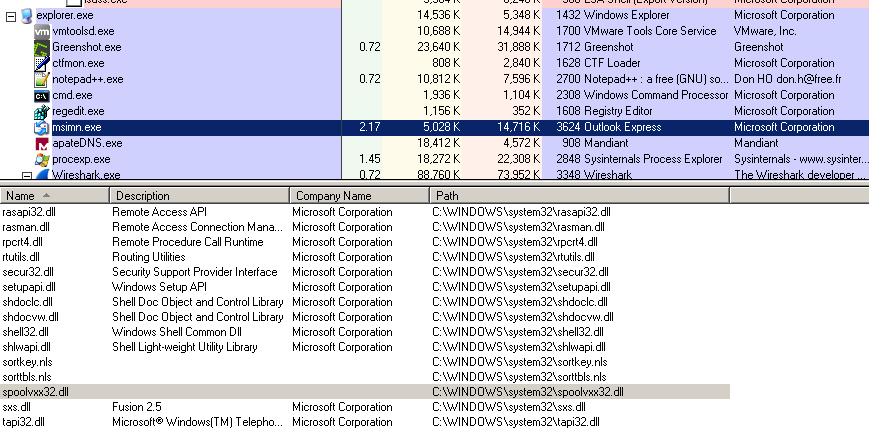 explorer.exe 14,536 K 5,348 K 1432 Windows Explorer Microsoft Corporation
vmtoolsd.exe 10,688 K 14,944 K 1700 VMware Tools Core Service VMware, Inc.
Greenshot.exe 0.72 23,640 K 31,888 K 1712 Greenshot Greenshot
ctfmon.exe 808 K 2,840 K 1628 CTF Loader Microsoft Corporation
notepad++.exe 0.72 10,812 K 7,596 K 2700 Notepad++ : a free (GNU) so... Don HO don.h@free.fr
cmd.exe 1,936 K 1,104 K 2308 Windows Command Processor Microsoft Corporation
regedit.exe 1,156 K 352 K 1608 Registry Editor Microsoft Corporation
msimn.exe 2.17 5,028 K 14,716 K 3624 Outlook Express Microsoft Corporation
apateDNS.exe 18,412 K 4,572 K 908 Mandiant Mandiant
procexp.exe 1.45 18,272 K 22,308 K 2848 Sysinternals Process Explorer Sysinternals - www.sysinter...
Wireshark.exe 0.72 88,760 K 73,952 K 3348 Wireshark The Wireshark developer ...
Name Description Company Name Path
rasapi32.dll Remote Access API Microsoft Corporation C:\WINDOWS\system32\rasapi32.dll
rasman.dll Remote Access Connection Mana... Microsoft Corporation C:\WINDOWS\system32\rasman.dll
rpcrt4.dll Remote Procedure Call Runtime Microsoft Corporation C:\WINDOWS\system32\rpcrt4.dll
rtutils.dll Routing Utilities Microsoft Corporation C:\WINDOWS\system32\rtutils.dll
secur32.dll Security Support Provider Interface Microsoft Corporation C:\WINDOWS\system32\secur32.dll
setupapi.dll Windows Setup API Microsoft Corporation C:\WINDOWS\system32\setupapi.dll
shdoclc.dll Shell Doc Object and Control Library Microsoft Corporation C:\WINDOWS\system32\shdoclc.dll
shdocvw.dll Shell Doc Object and Control Library Microsoft Corporation C:\WINDOWS\system32\shdocvw.dll
shell32.dll Windows Shell Common Dll Microsoft Corporation C:\WINDOWS\system32\shell32.dll
shlwapi.dll Shell Light-weight Utility Library Microsoft Corporation C:\WINDOWS\system32\shlwapi.dll
sortkey.nls C:\WINDOWS\system32\sortkey.nls
sorttbls.nls C:\WINDOWS\system32\sorttbls.nls
spoolvxx32.dll C:\WINDOWS\system32\spoolvxx32.dll
sxs.dll Fusion 2.5 Microsoft Corporation C:\WINDOWS\system32\sxs.dll
tapi32.dll Microsoft® Windows(TM) Telepho... Microsoft Corporation C:\WINDOWS\system32\tapi32.dll